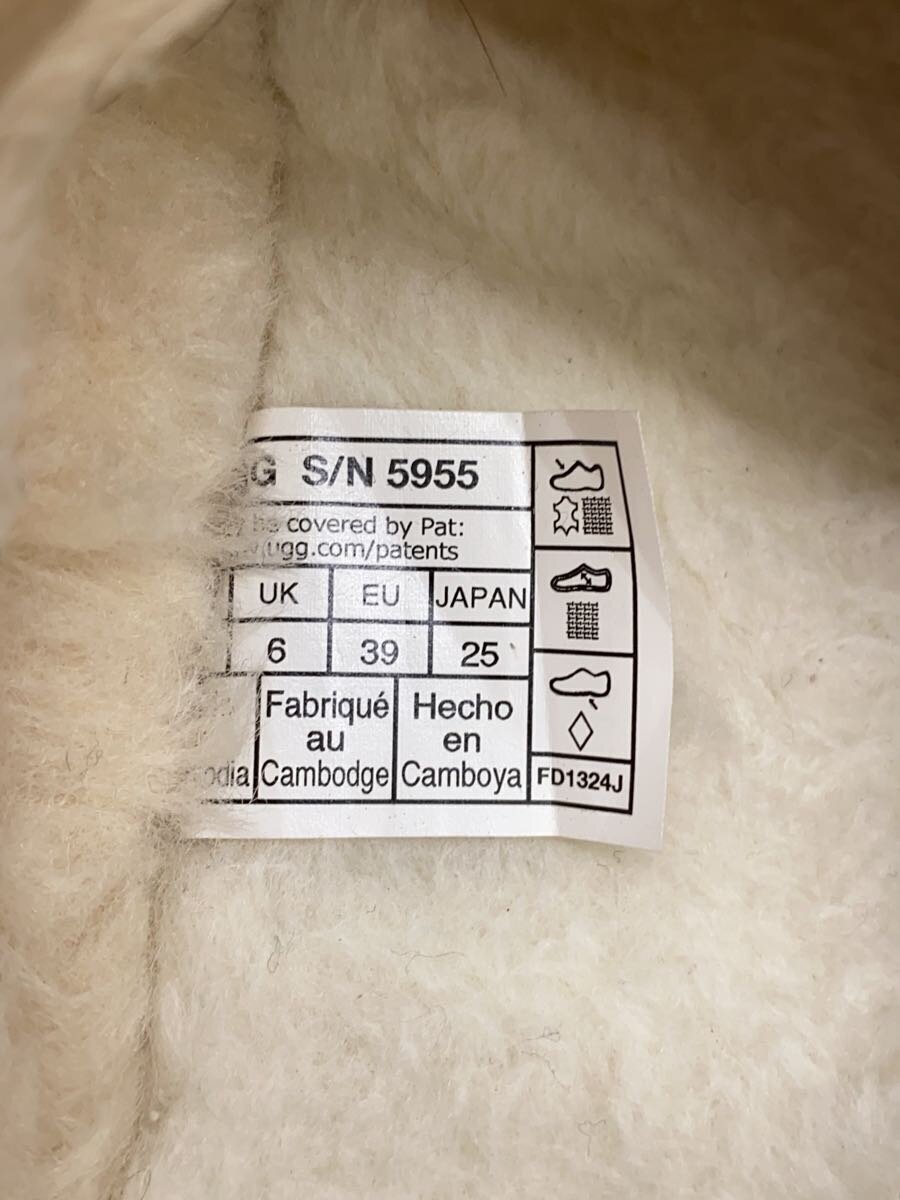 G S/N 5955
be covered by Pat:
ugg.com/patents
UK EU JAPAN
6 39 25
Fabriqué Hecho
au en
Cambodge Camboya FD1324J